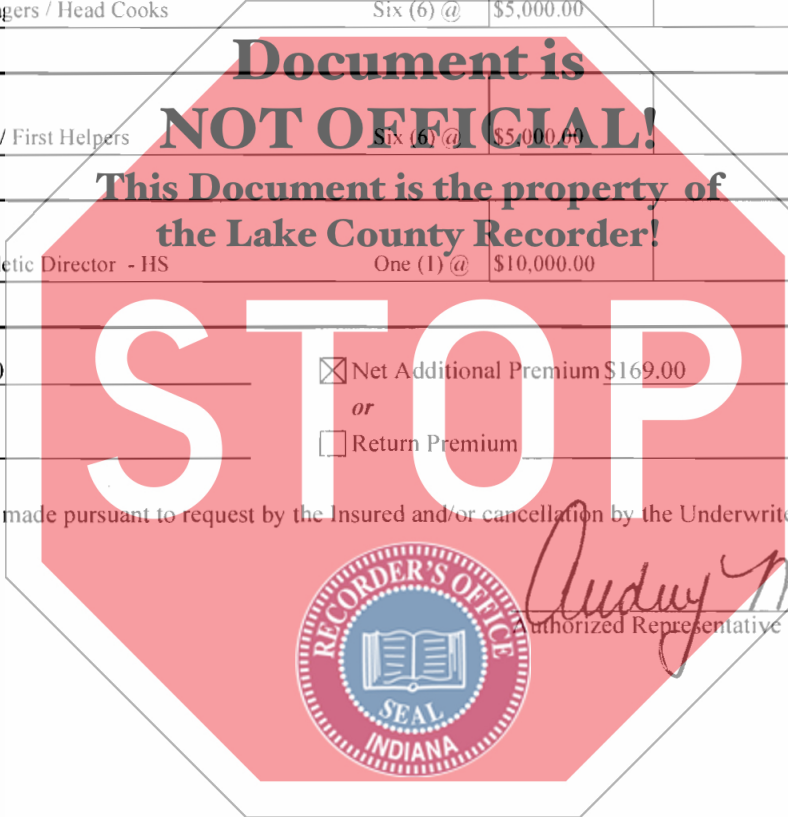 gers / Head Cooks Six (6) @ $5,000.00
Document is
NOT OFFICIAL!
/ First Helpers Six (6) @ $5,000.00
This Document is the property of
the Lake County Recorder!
etic Director - HS One (1) @ $10,000.00
STOP
Net Additional Premium $169.00
or
Return Premium
made pursuant to request by the Insured and/or cancellation by the Underwrite
Authorized Representative
RECORDER'S OFFICE
SEAL
INDIANA